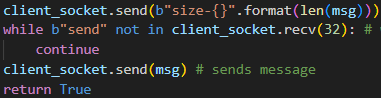 client_socket.send(b"size-{}".format(len(msg)))
while b"send" not in client_socket.recv(32): #
    continue
client_socket.send(msg) # sends message
return True